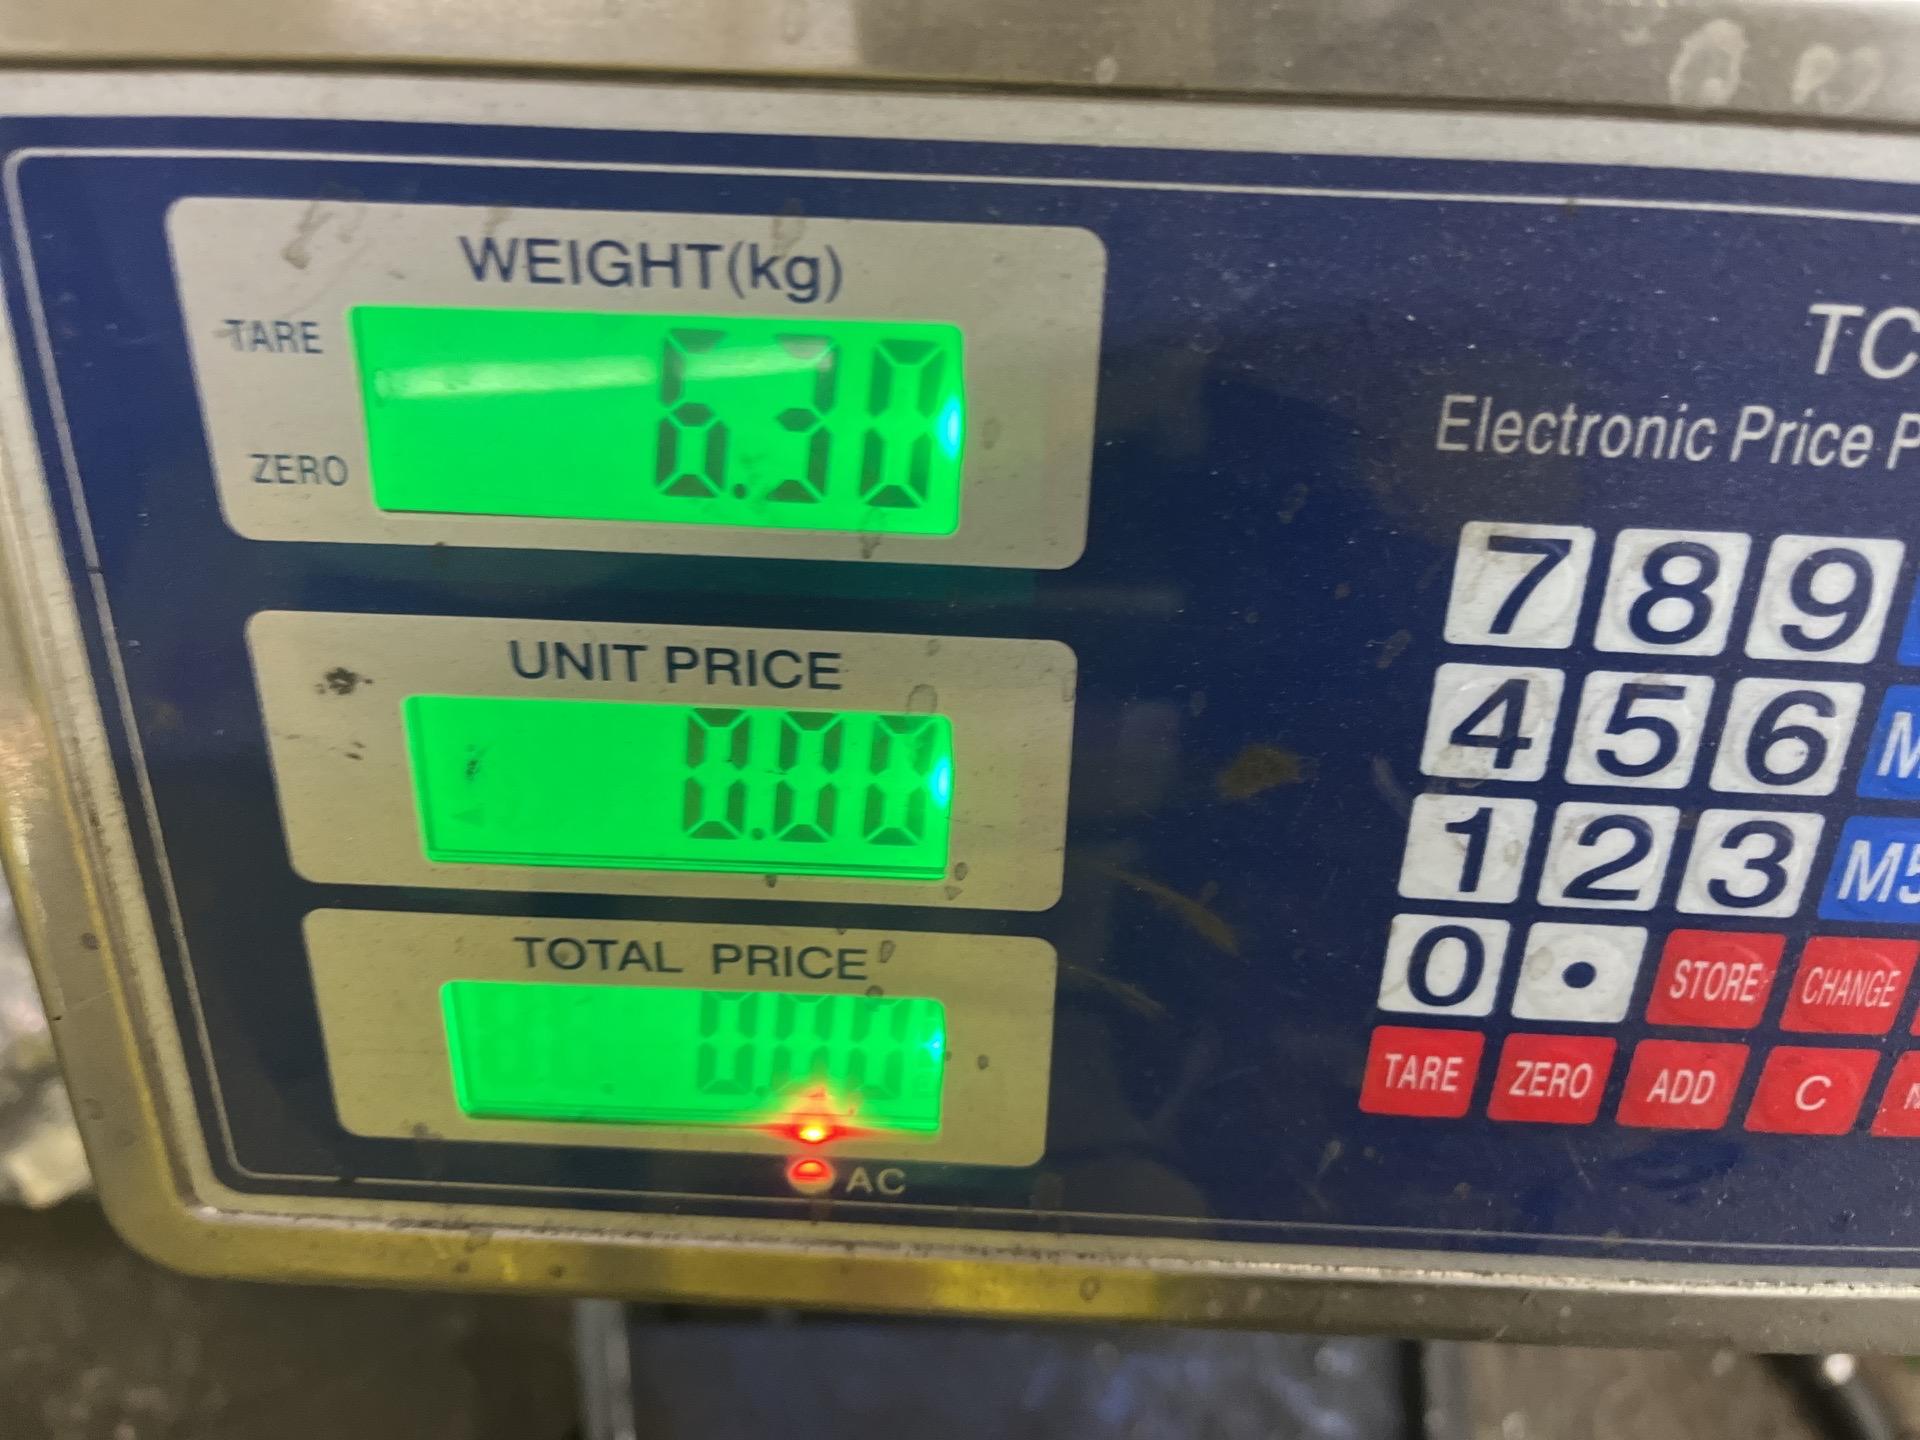 WEIGHT(kg)
TARE
6.30
ZERO
UNIT PRICE
0.00
TOTAL PRICE
0.00
AC
TC
Electronic Price P
7 8 9
4 5 6 M
1 2 3 M5
0 . STORE CHANGE
TARE ZERO ADD C